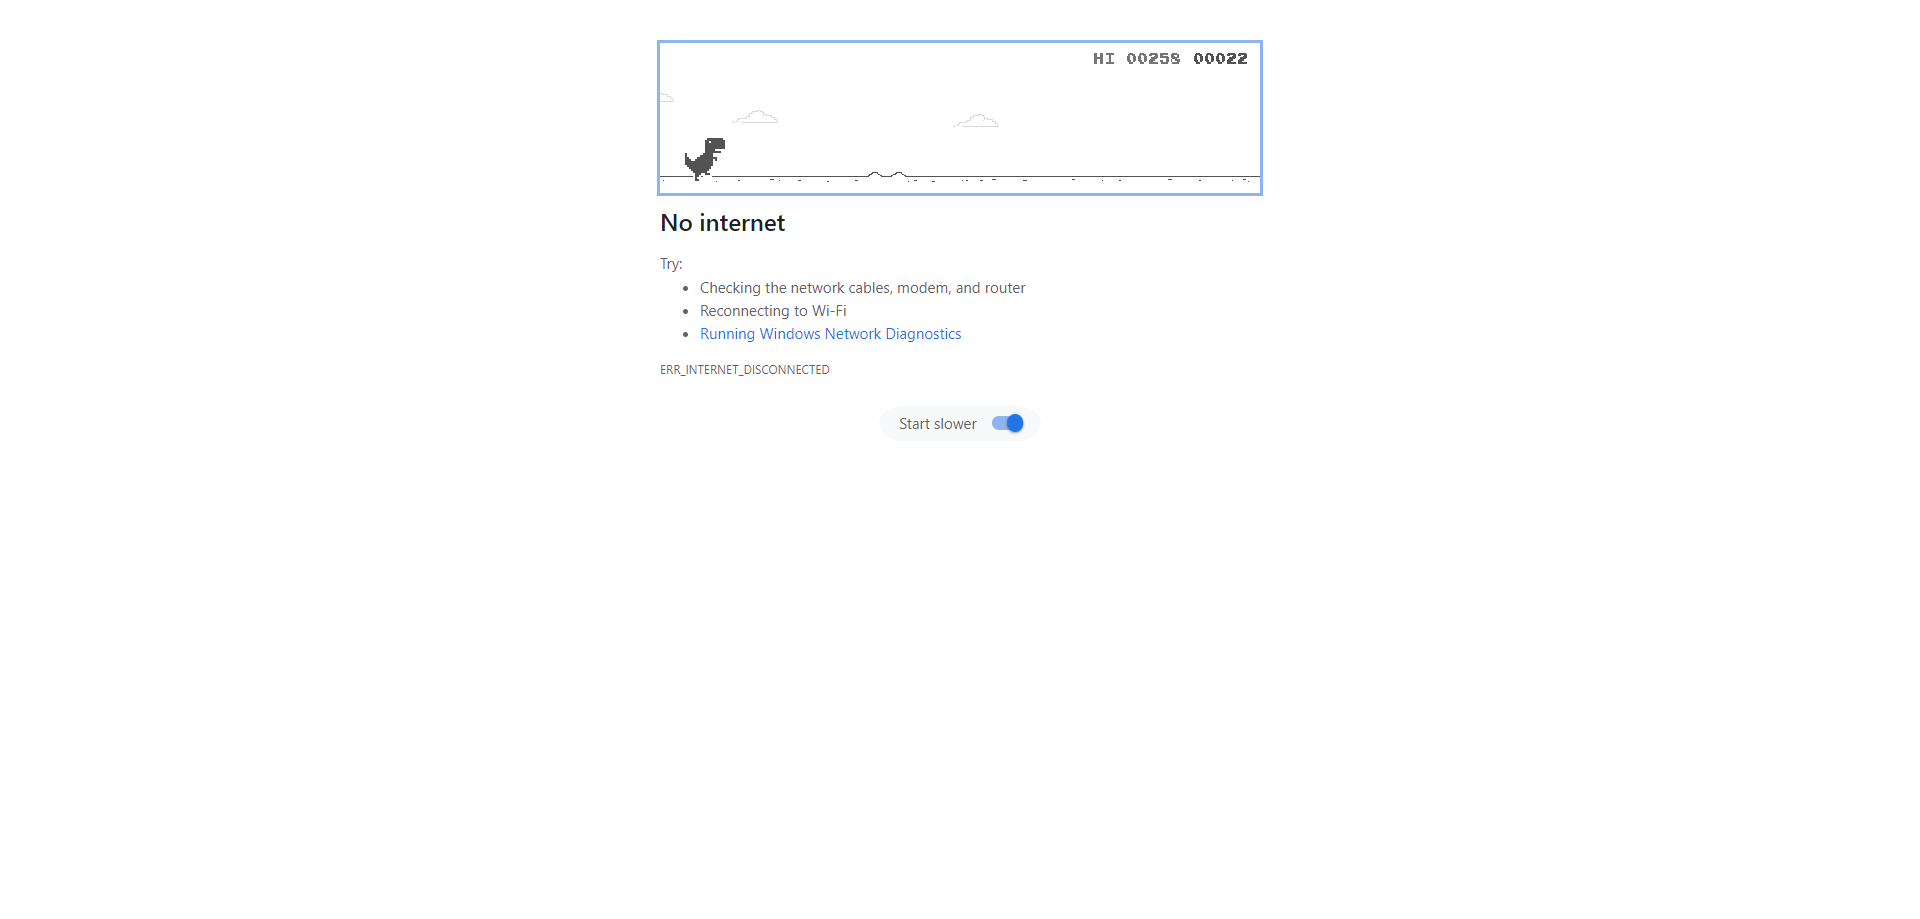 HI 00258 00022
No internet
Try:
Checking the network cables, modem, and router
Reconnecting to Wi-Fi
Running Windows Network Diagnostics
ERR_INTERNET_DISCONNECTED
Start slower